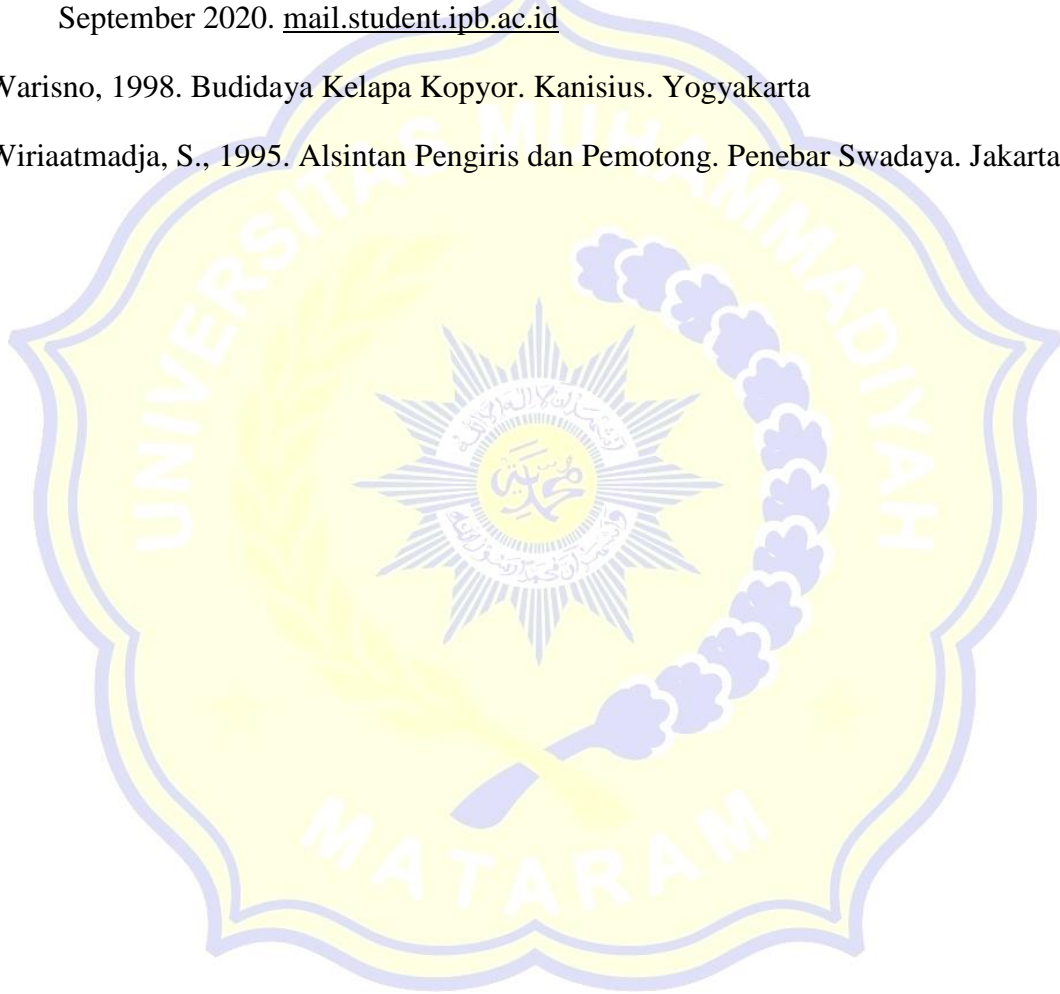 September 2020. mail.student.ipb.ac.id
Warisno, 1998. Budidaya Kelapa Kopyor. Kanisius. Yogyakarta
Wiriaatmadja, S., 1995. Alsintan Pengiris dan Pemotong. Penebar Swadaya. Jakarta
UNIVERSITAS MUHAMMADIYAH
MATARAM